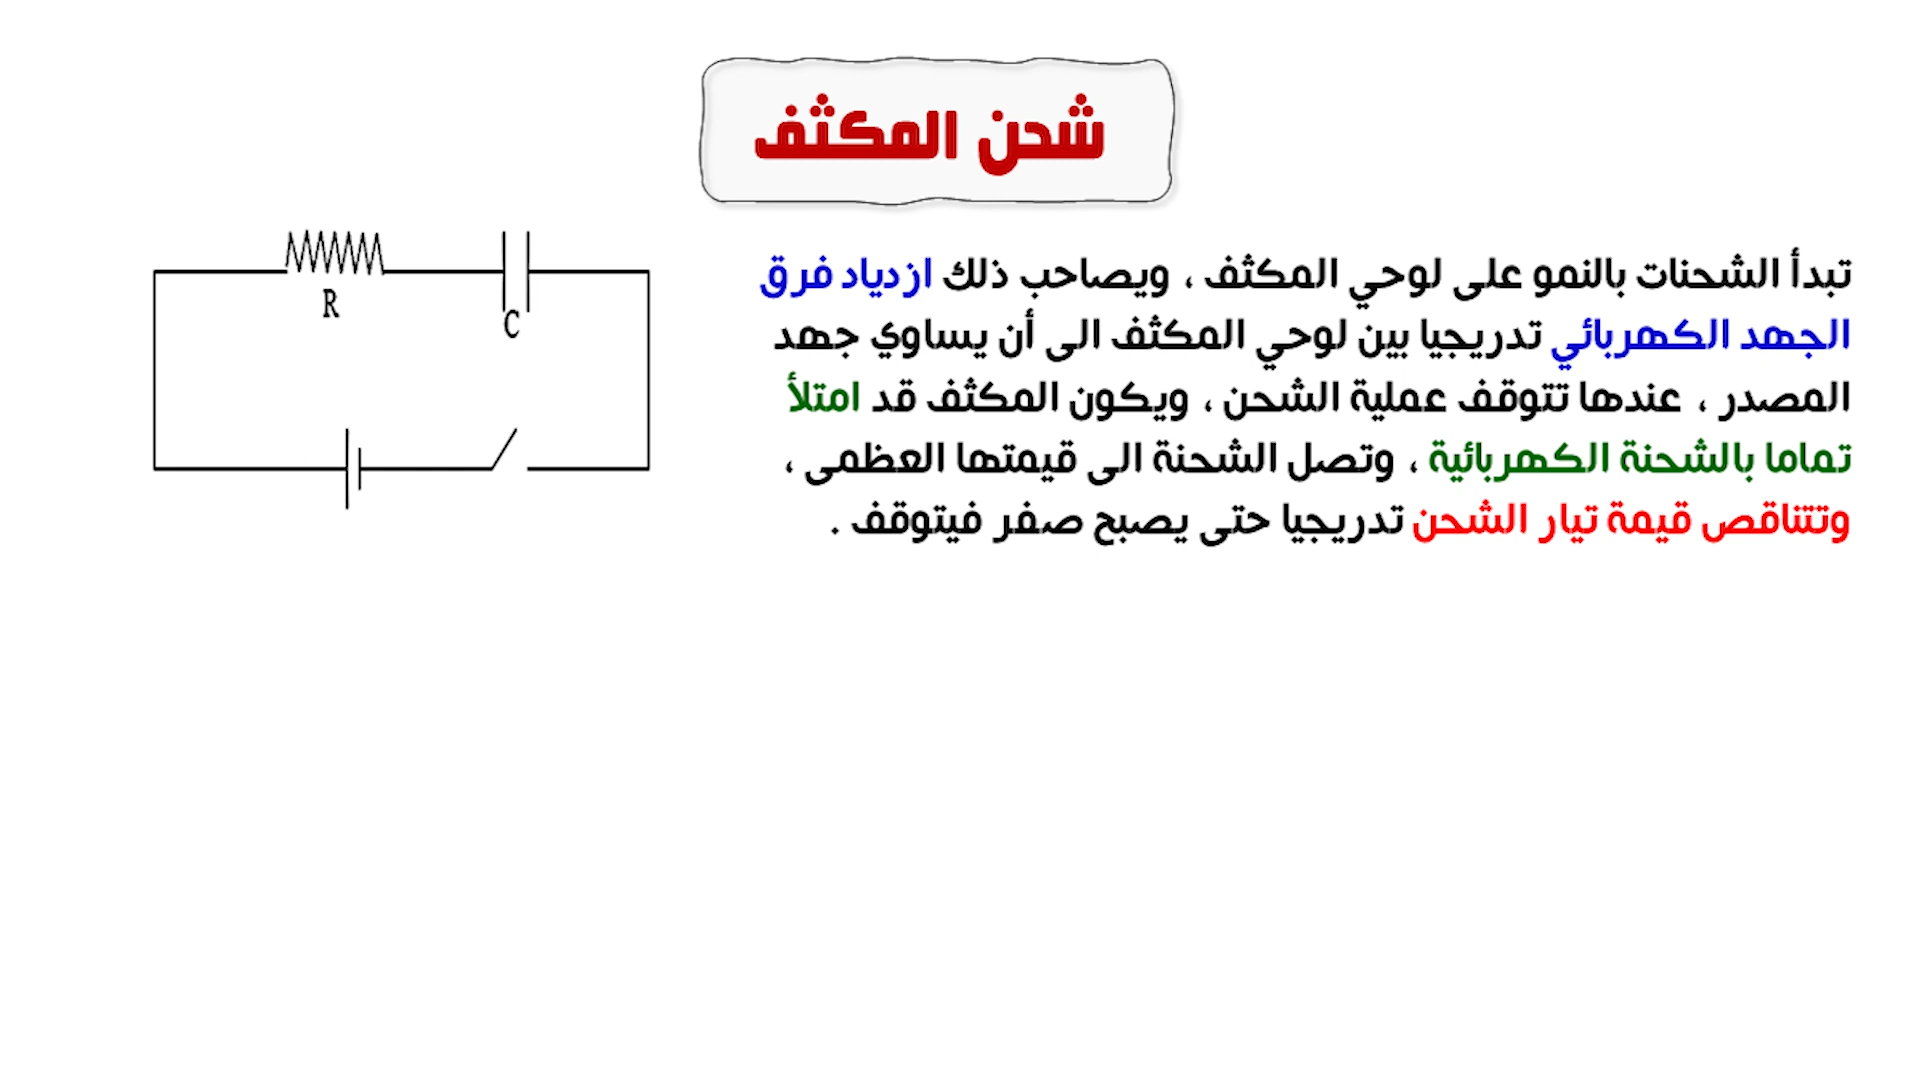 شحن المكثف
تبدأ الشحنات بالنمو على لوحي المكثف ، ويصاحب ذلك ازدياد فرق
الجهد الكهربائي تدريجيا بين لوحي المكثف الى أن يساوي جهد
المصدر ، عندها تتوقف عملية الشحن ، ويكون المكثف قد امتلأ
تماما بالشحنة الكهربائية ، وتصل الشحنة الى قيمتها العظمى ،
وتتناقص قيمة تيار الشحن تدريجيا حتى يصبح صفر فيتوقف .
R
C